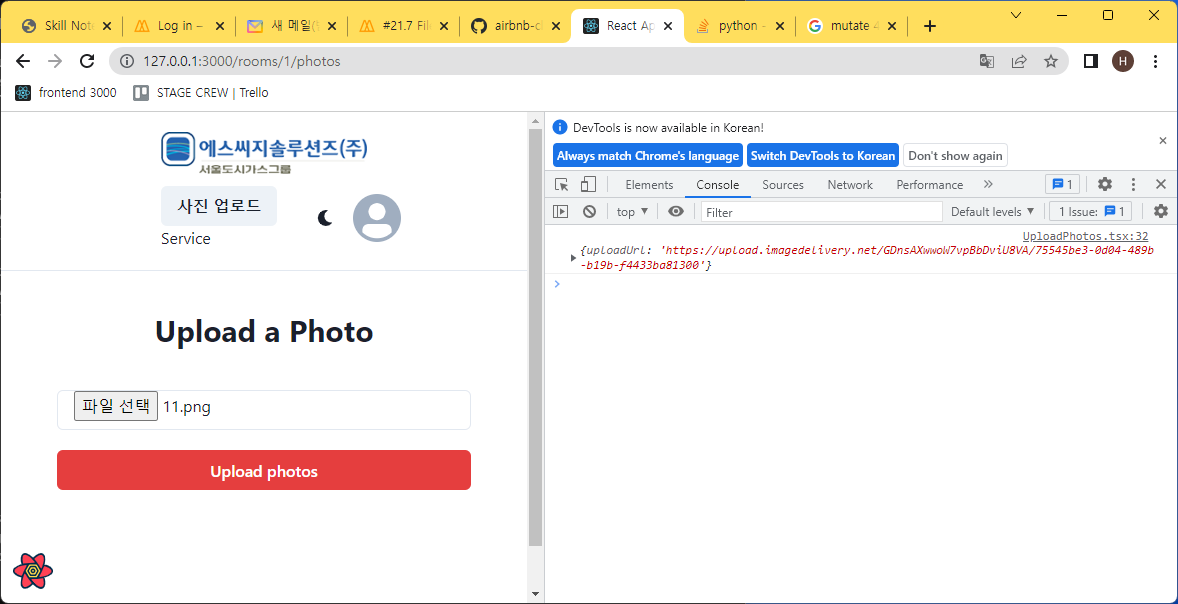 Skill Note
Log in –
새 메일(
#21.7 File
airbnb-cl
React Ap
python -
mutate 4
127.0.0.1:3000/rooms/1/photos
H
frontend 3000
STAGE CREW | Trello
에스씨지솔루션즈(주)
서울도시가스그룹
사진 업로드
Service
Upload a Photo
파일 선택 11.png
Upload photos
DevTools is now available in Korean!
Always match Chrome's language
Switch DevTools to Korean
Don't show again
Elements
Console
Sources
Network
Performance
1
top
Filter
Default levels
1 Issue:
1
UploadPhotos.tsx:32
{uploadUrl: 'https://upload.imagedelivery.net/GDnsAXwwoW7vpBbDviU8VA/75545be3-0d04-489b
-b19b-f4433ba81300'}